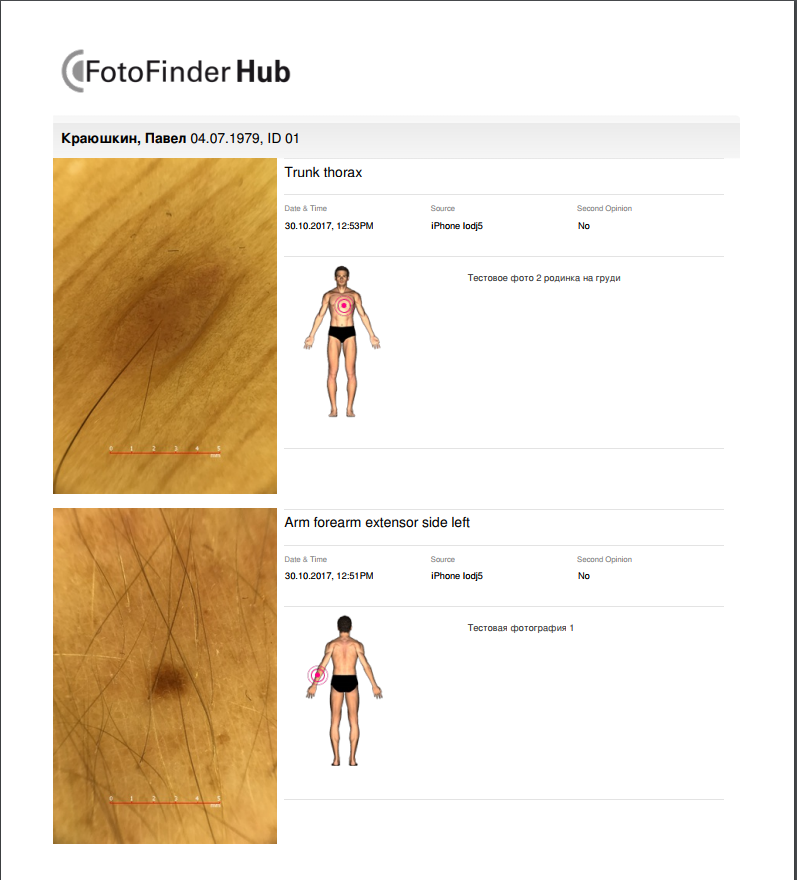 FotoFinder Hub
Краюшкин, Павел 04.07.1979, ID 01
Trunk thorax
Date & Time Source Second Opinion
30.10.2017, 12:53PM iPhone Iodj5 No
Тестовое фото 2 родинка на груди
0 1 2 3 4 5
mm
Arm forearm extensor side left
Date & Time Source Second Opinion
30.10.2017, 12:51PM iPhone Iodj5 No
Тестовая фотография 1
0 1 2 3 4 5
mm